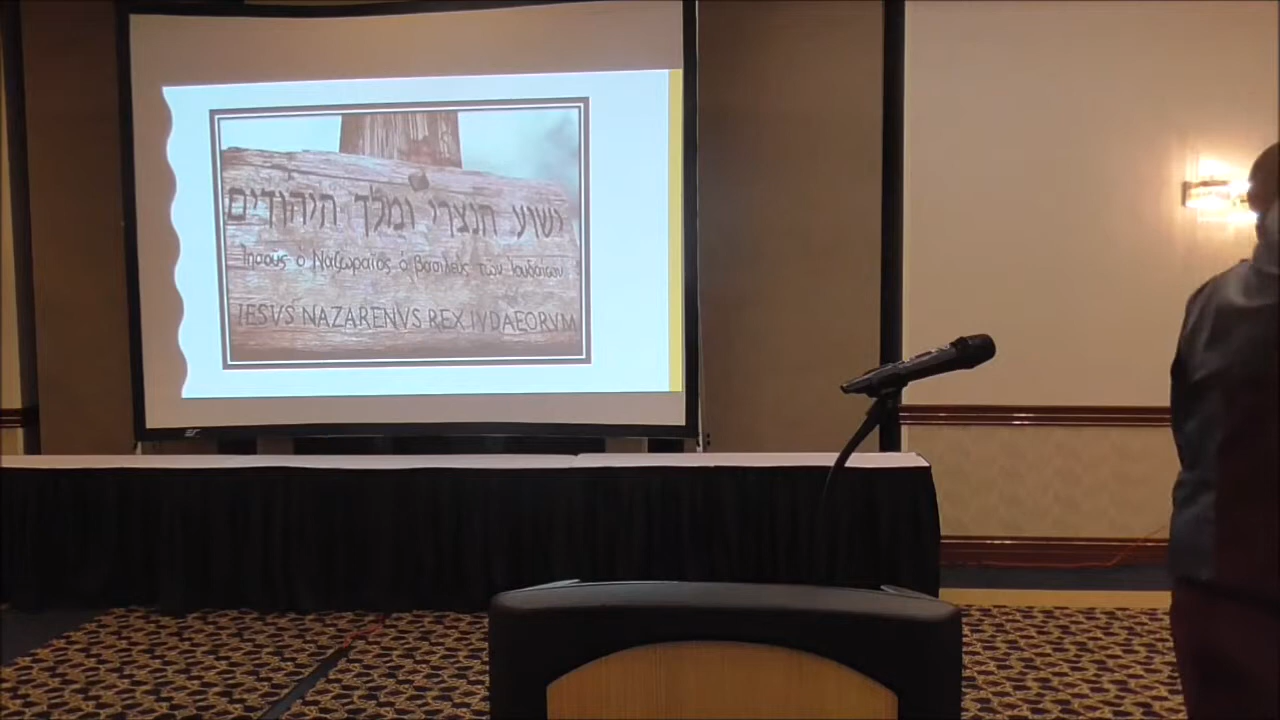 ישוע הנצרי ומלך היהודים
Ἰησοῦς ὁ Ναζωραῖος ὁ βασιλεὺς τῶν Ἰουδαίων
IESVS NAZARENVS REX IVDAEORVM